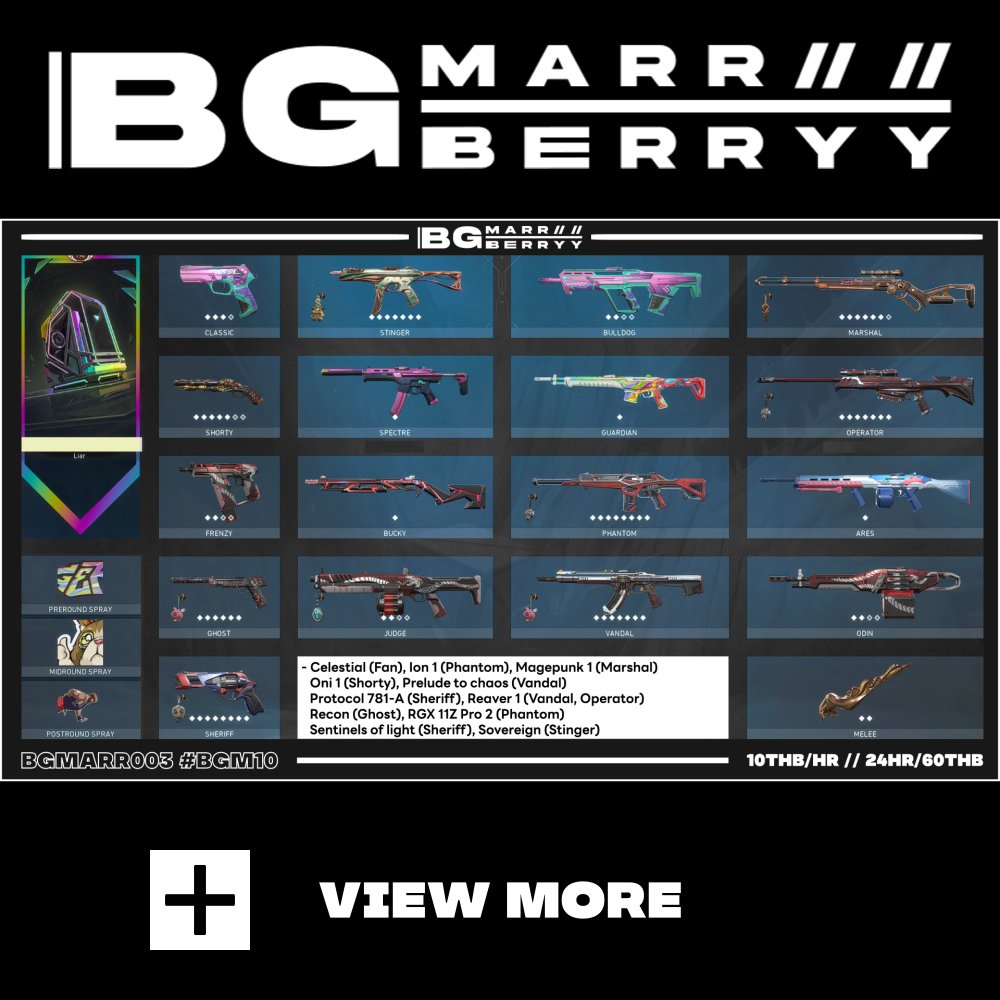 BG MARR// //
BERRYY
BG MARR// //
BERRYY
CLASSIC
STINGER
BULLDOG
MARSHAL
Liar
SHORTY
SPECTRE
GUARDIAN
OPERATOR
FRENZY
BUCKY
PHANTOM
ARES
PREROUND SPRAY
GHOST
JUDGE
VANDAL
ODIN
MIDROUND SPRAY
POSTROUND SPRAY
SHERIFF
- Celestial (Fan), Ion 1 (Phantom), Magepunk 1 (Marshal)
Oni 1 (Shorty), Prelude to chaos (Vandal)
Protocol 781-A (Sheriff), Reaver 1 (Vandal, Operator)
Recon (Ghost), RGX 11Z Pro 2 (Phantom)
Sentinels of light (Sheriff), Sovereign (Stinger)
MELEE
BGMARR003 #BGM10
10THB/HR // 24HR/60THB
VIEW MORE